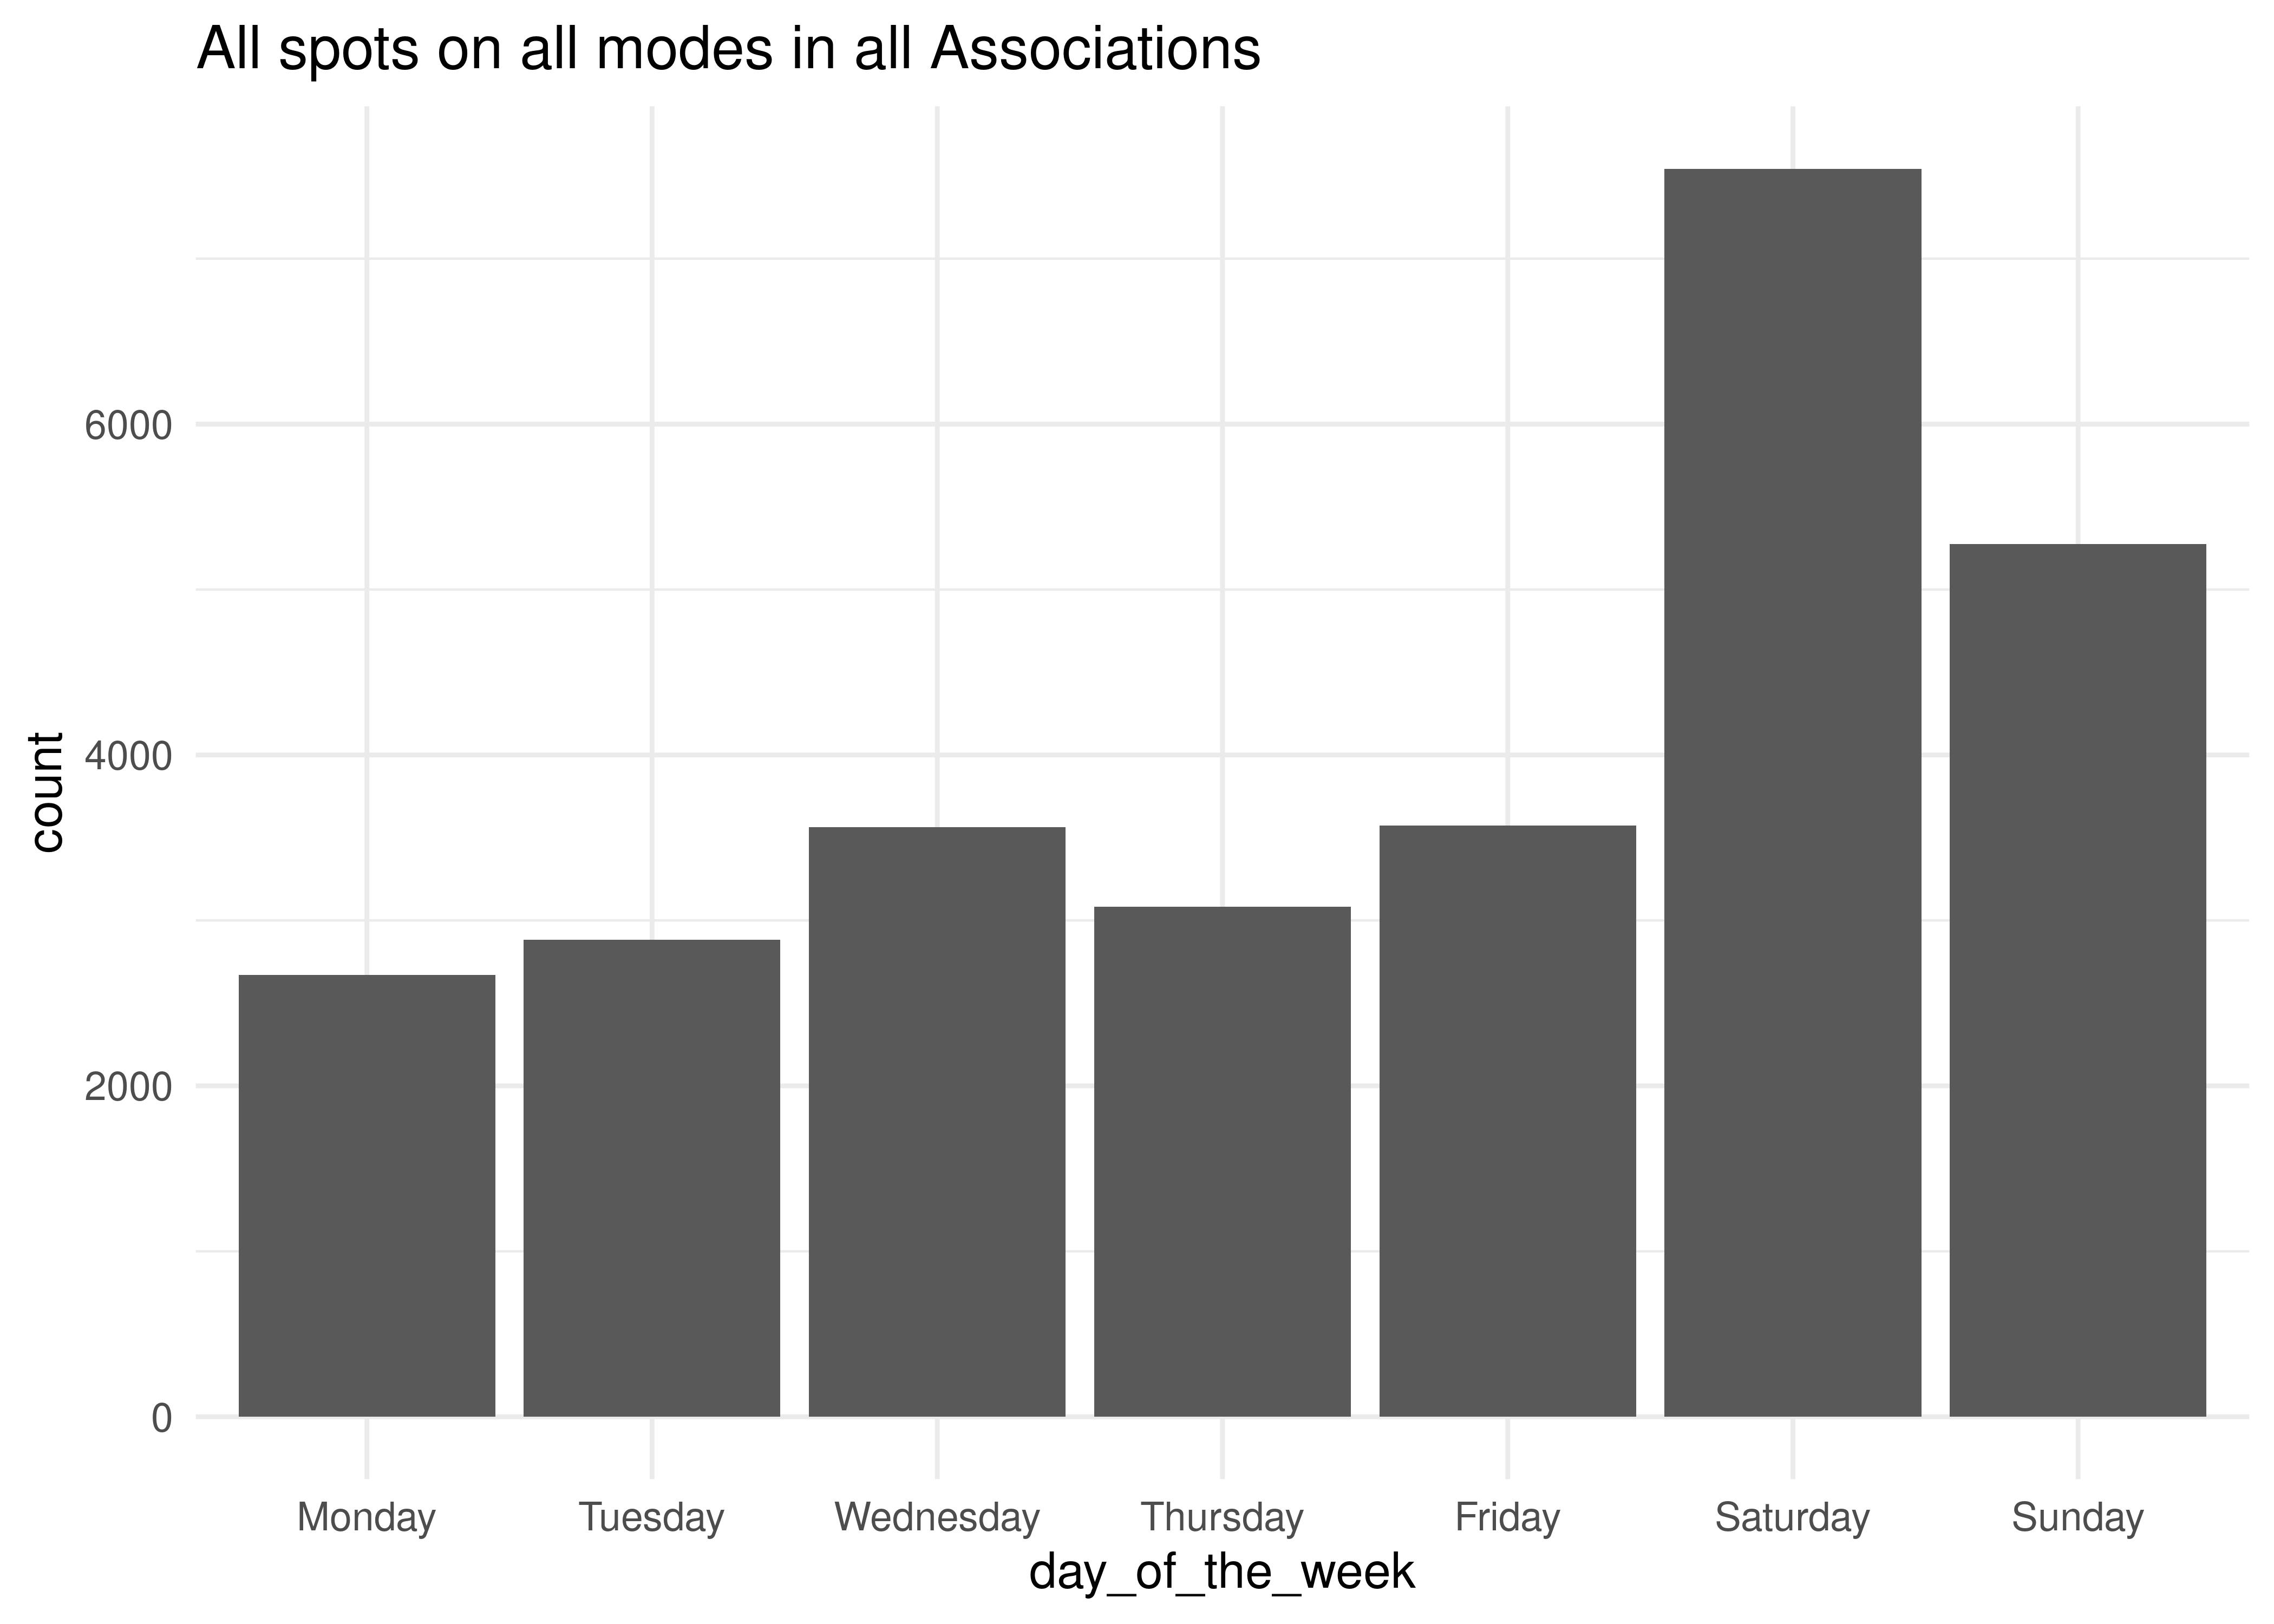 All spots on all modes in all Associations
count
6000
4000
2000
0
Monday Tuesday Wednesday Thursday Friday Saturday Sunday
day_of_the_week